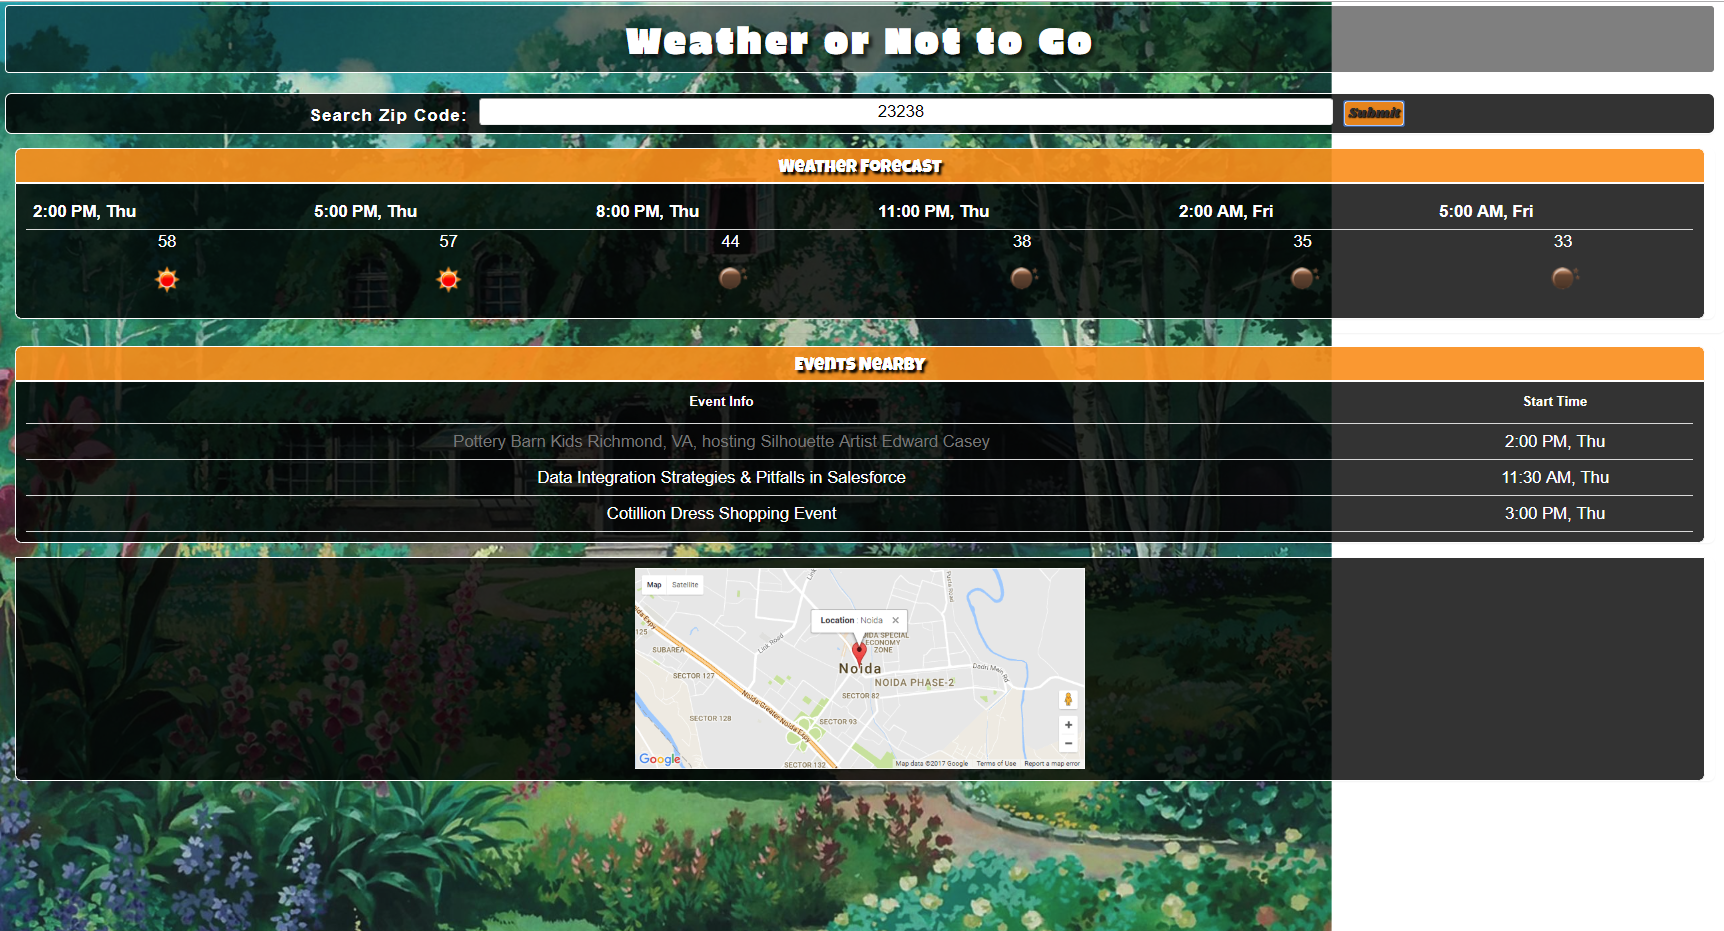 Weather or Not to Go
Search Zip Code: 23238 Submit
Weather Forecast
2:00 PM, Thu 5:00 PM, Thu 8:00 PM, Thu 11:00 PM, Thu 2:00 AM, Fri 5:00 AM, Fri
58 57 44 38 35 33
Events Nearby
Event Info Start Time
Pottery Barn Kids Richmond, VA, hosting Silhouette Artist Edward Casey 2:00 PM, Thu
Data Integration Strategies & Pitfalls in Salesforce 11:30 AM, Thu
Cotillion Dress Shopping Event 3:00 PM, Thu
Map Satellite
Link Road
Location : Noida
125
SUBAREA
IDA SPECIAL
ECONOMY
ZONE
Noida
Dadri Main Rd
SECTOR 127
NOIDA PHASE-2
SECTOR 82
Noida Greater Noida Expy
SECTOR 128
SECTOR 93
SECTOR 132
Google
Map data ©2017 Google Terms of Use Report a map error